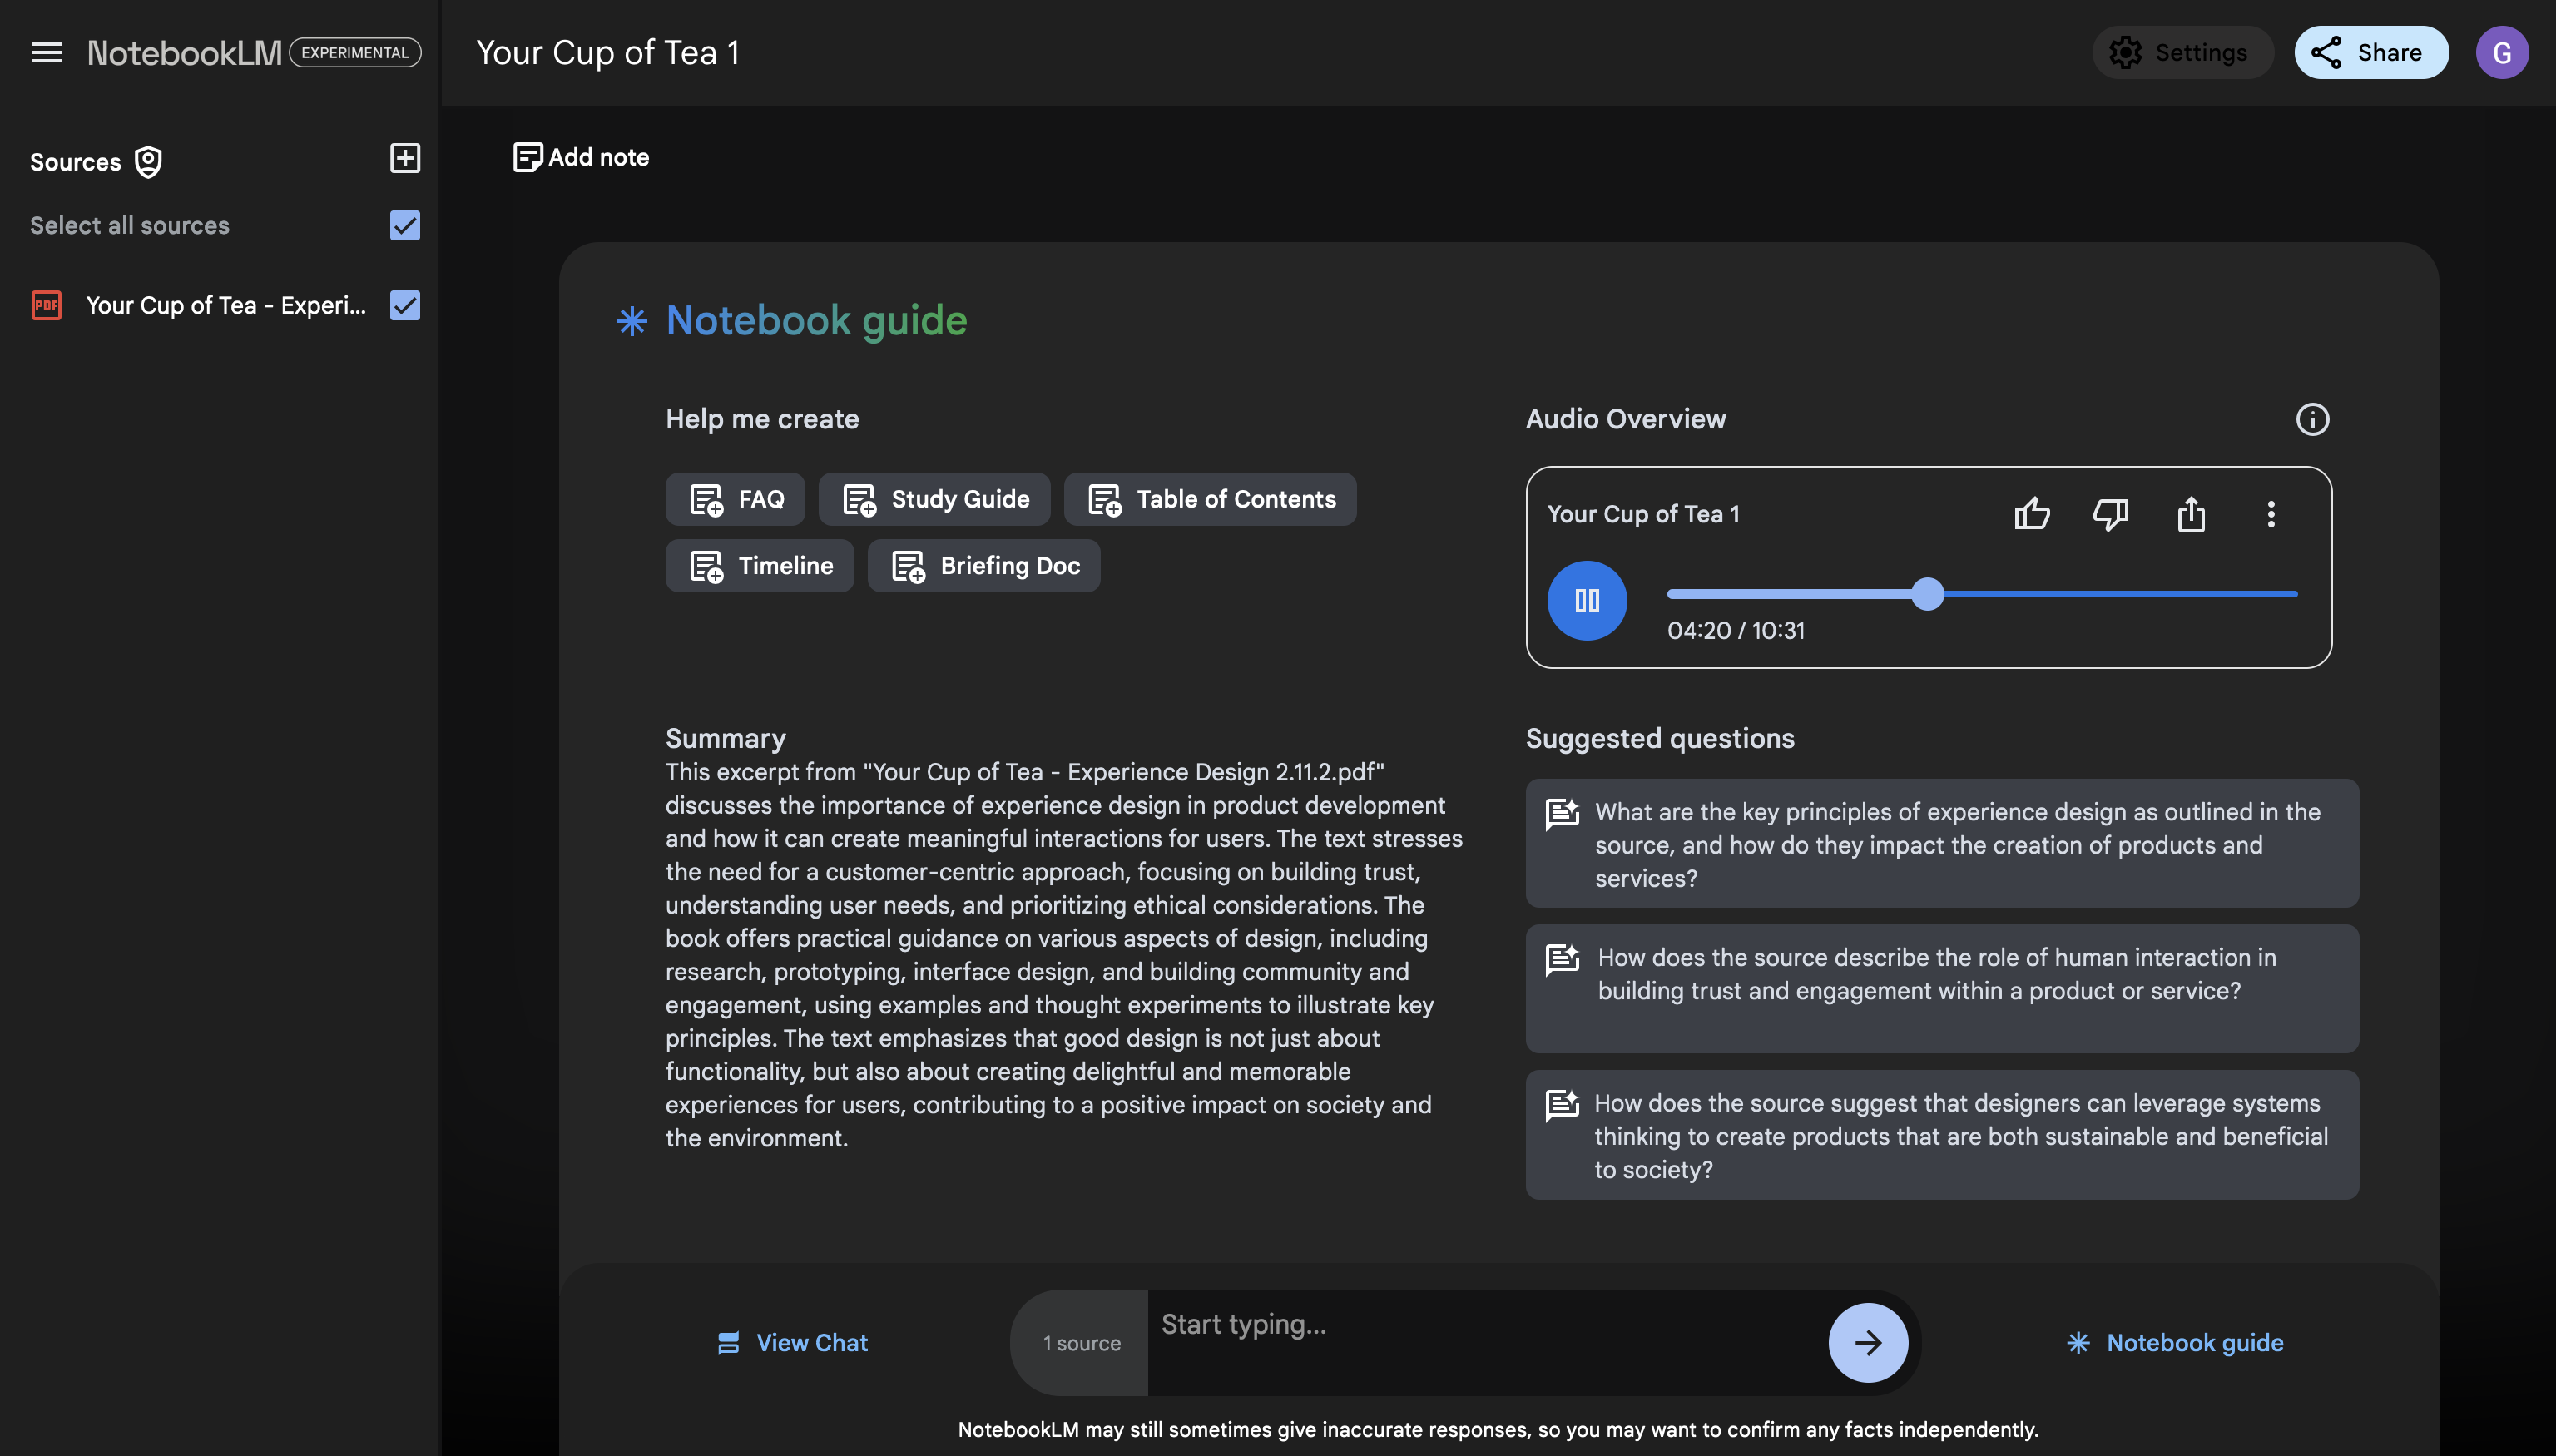 NotebookLM EXPERIMENTAL
Your Cup of Tea 1
Settings
Share
G
Sources
Select all sources
PDF Your Cup of Tea - Experi...
Add note
Notebook guide
Help me create
FAQ
Study Guide
Table of Contents
Timeline
Briefing Doc
Audio Overview
Your Cup of Tea 1
04:20 / 10:31
Summary
This excerpt from "Your Cup of Tea - Experience Design 2.11.2.pdf"
discusses the importance of experience design in product development
and how it can create meaningful interactions for users. The text stresses
the need for a customer-centric approach, focusing on building trust,
understanding user needs, and prioritizing ethical considerations. The
book offers practical guidance on various aspects of design, including
research, prototyping, interface design, and building community and
engagement, using examples and thought experiments to illustrate key
principles. The text emphasizes that good design is not just about
functionality, but also about creating delightful and memorable
experiences for users, contributing to a positive impact on society and
the environment.
Suggested questions
What are the key principles of experience design as outlined in the
source, and how do they impact the creation of products and
services?
How does the source describe the role of human interaction in
building trust and engagement within a product or service?
How does the source suggest that designers can leverage systems
thinking to create products that are both sustainable and beneficial
to society?
View Chat
1 source
Start typing...
Notebook guide
NotebookLM may still sometimes give inaccurate responses, so you may want to confirm any facts independently.